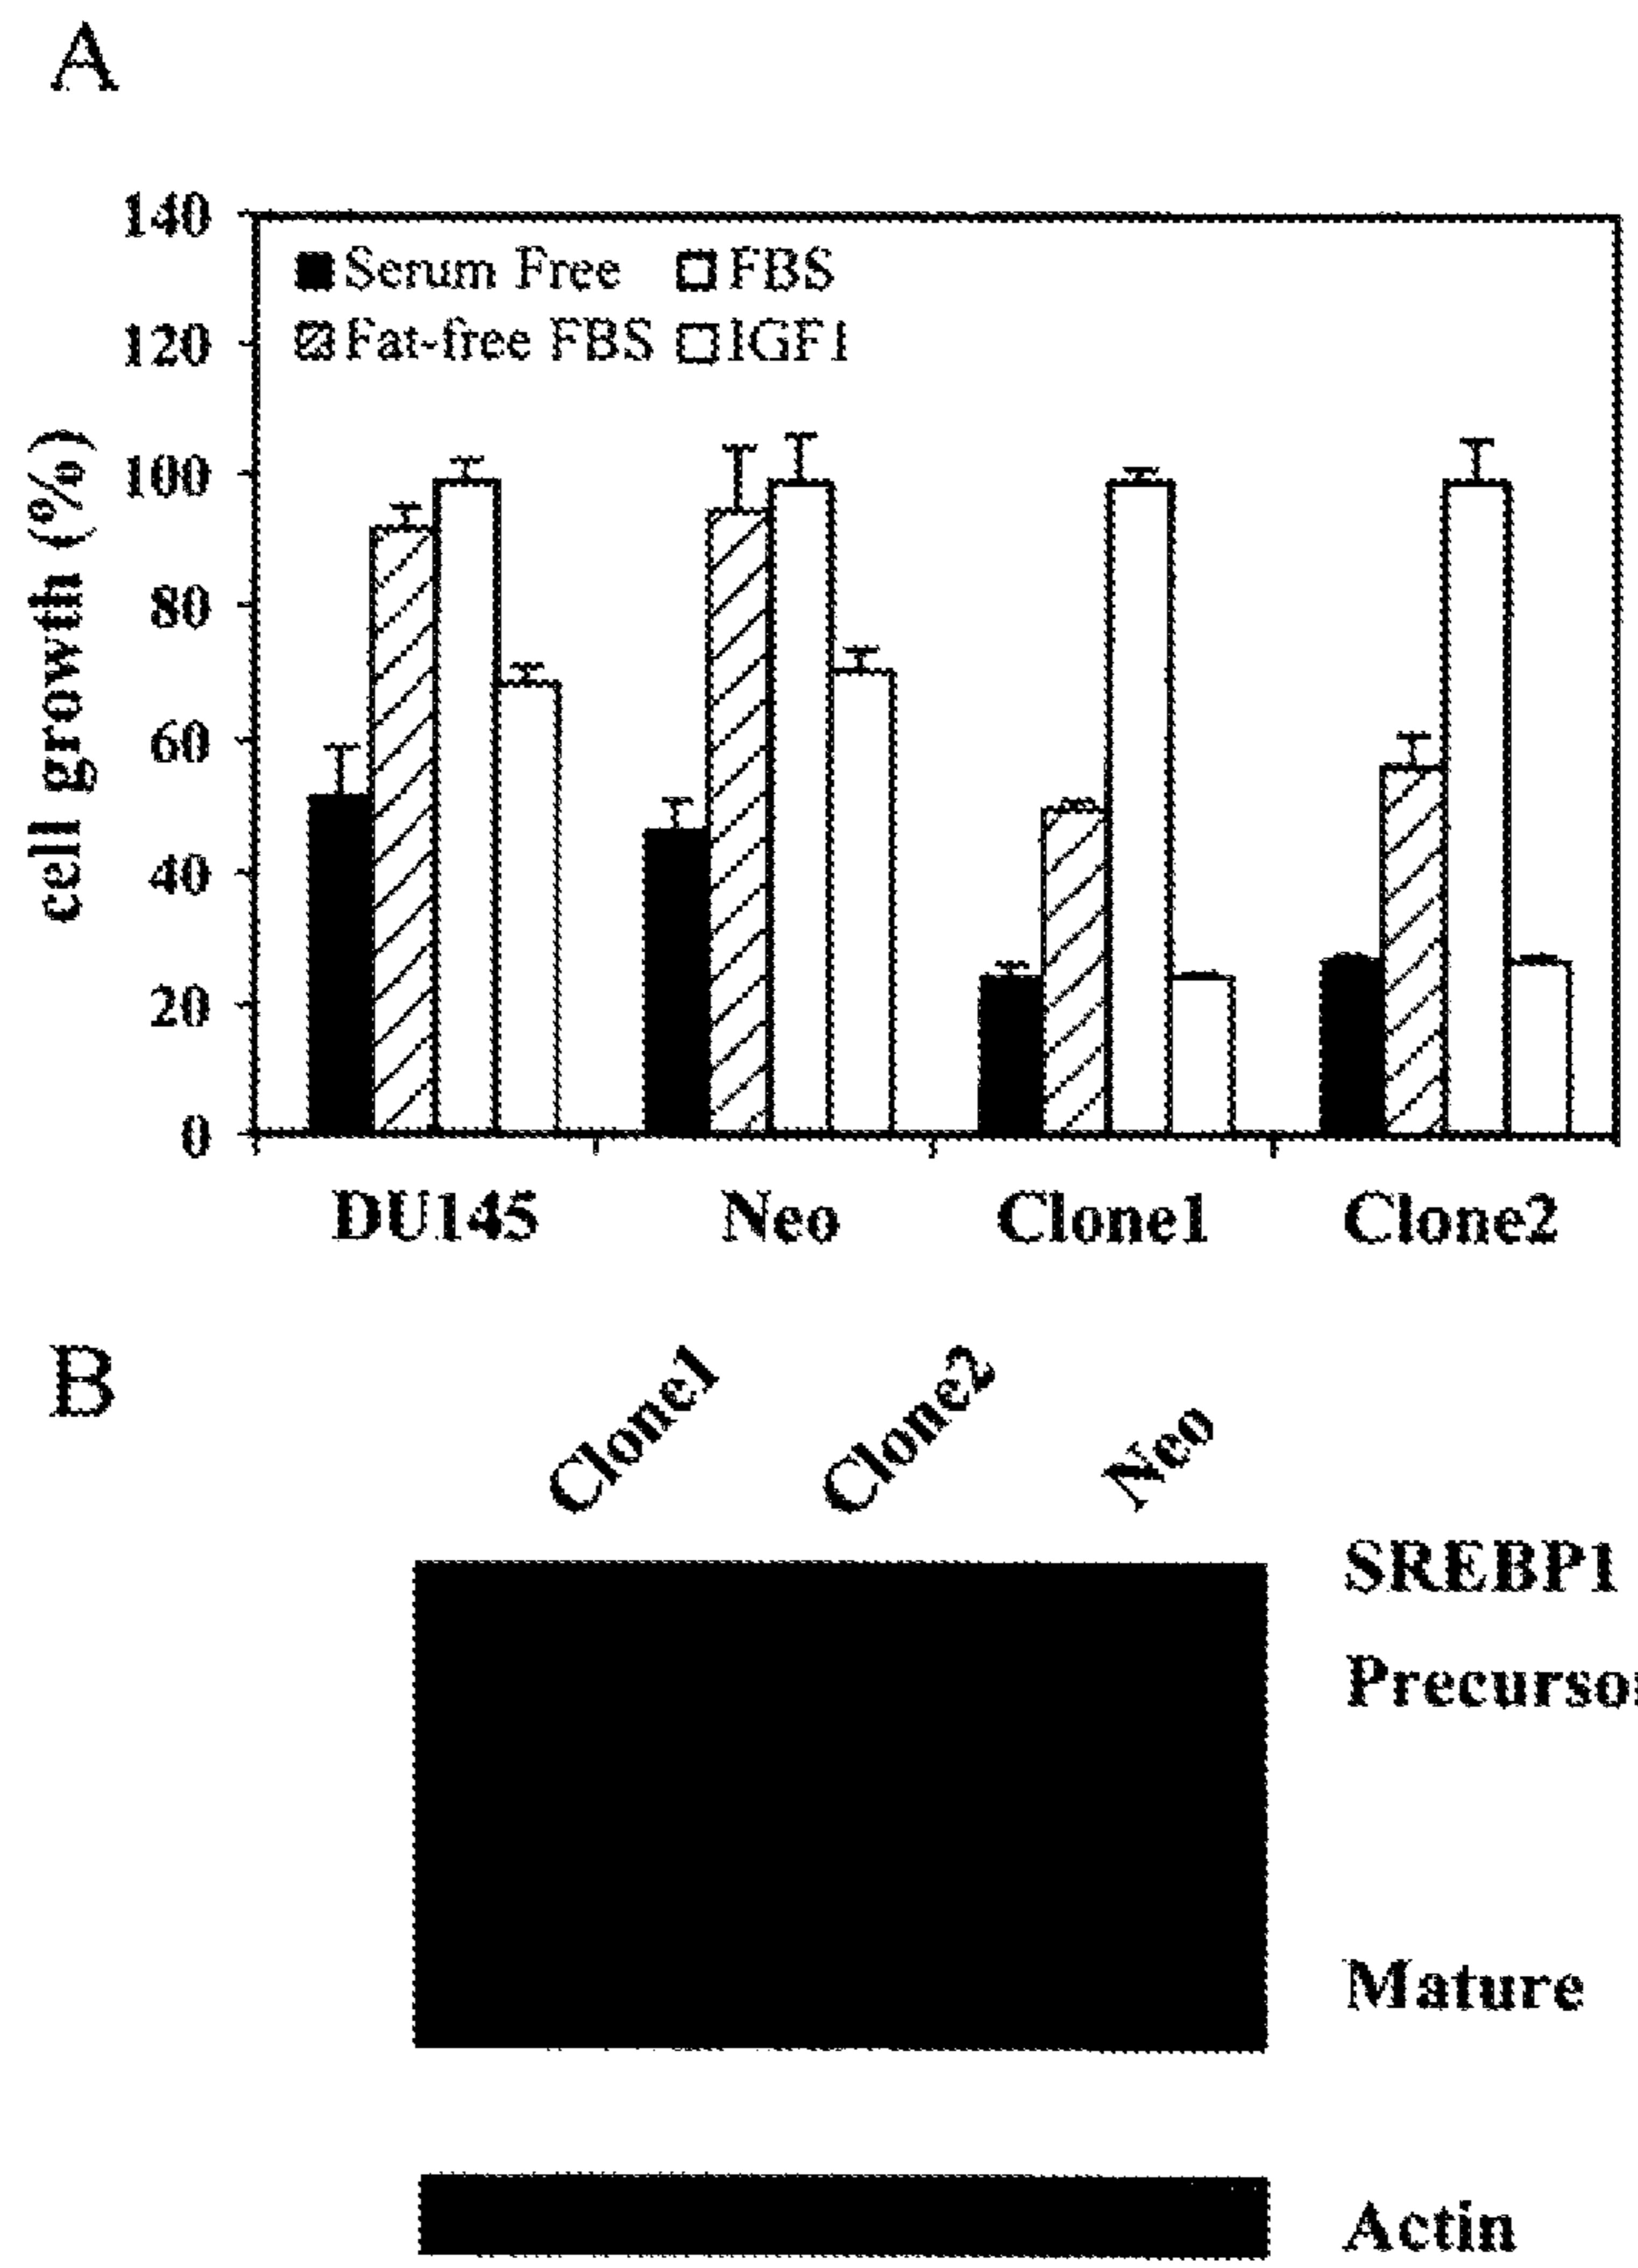 A
140
120
100
80
60
40
20
0
cell growth (%)
Serum Free FBS
Fat-free FBS IGF1
DU145 Neo Clone1 Clone2
B
Clone1 Clone2 Neo
SREBP1
Precursor
Mature
Actin